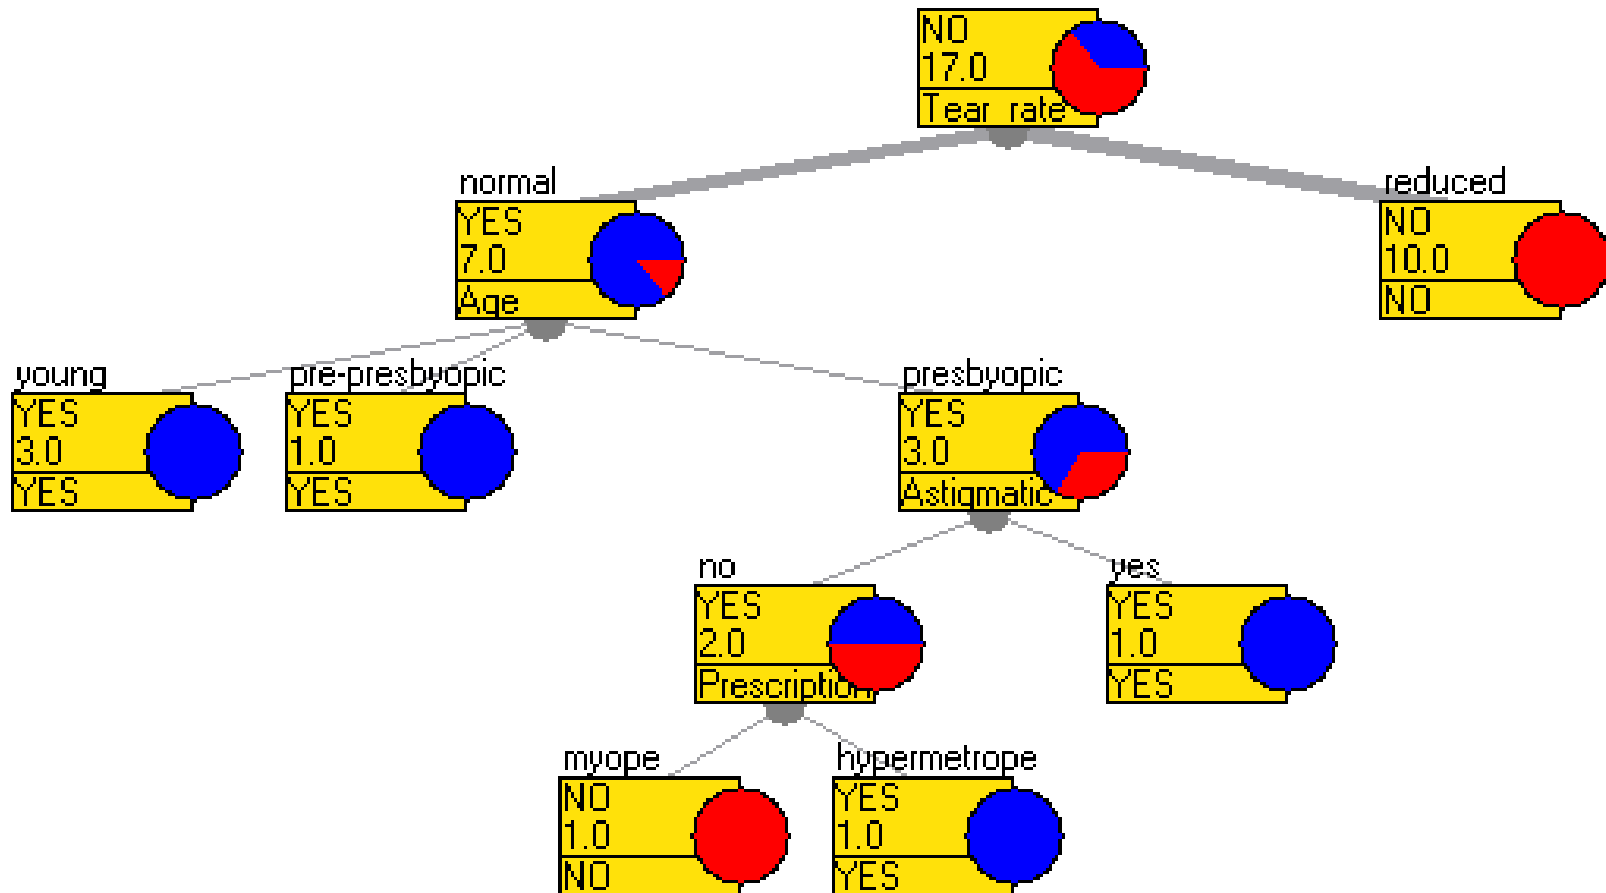 NO
17.0
Tear rate
normal
YES
7.0
Age
reduced
NO
10.0
NO
young
YES
3.0
YES
pre-presbyopic
YES
1.0
YES
presbyopic
YES
3.0
Astigmatic
no
YES
2.0
Prescription
yes
YES
1.0
YES
myope
NO
1.0
NO
hypermetrope
YES
1.0
YES